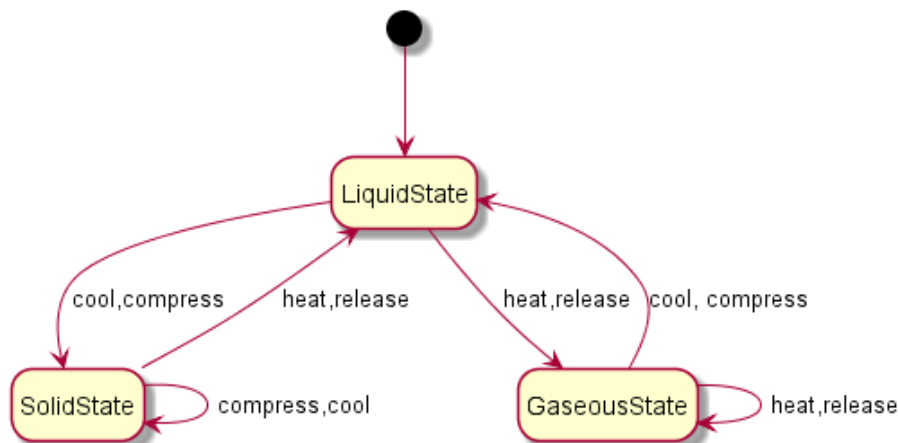 LiquidState
cool,compress
heat,release
heat,release
cool, compress
SolidState
compress,cool
GaseousState
heat,release